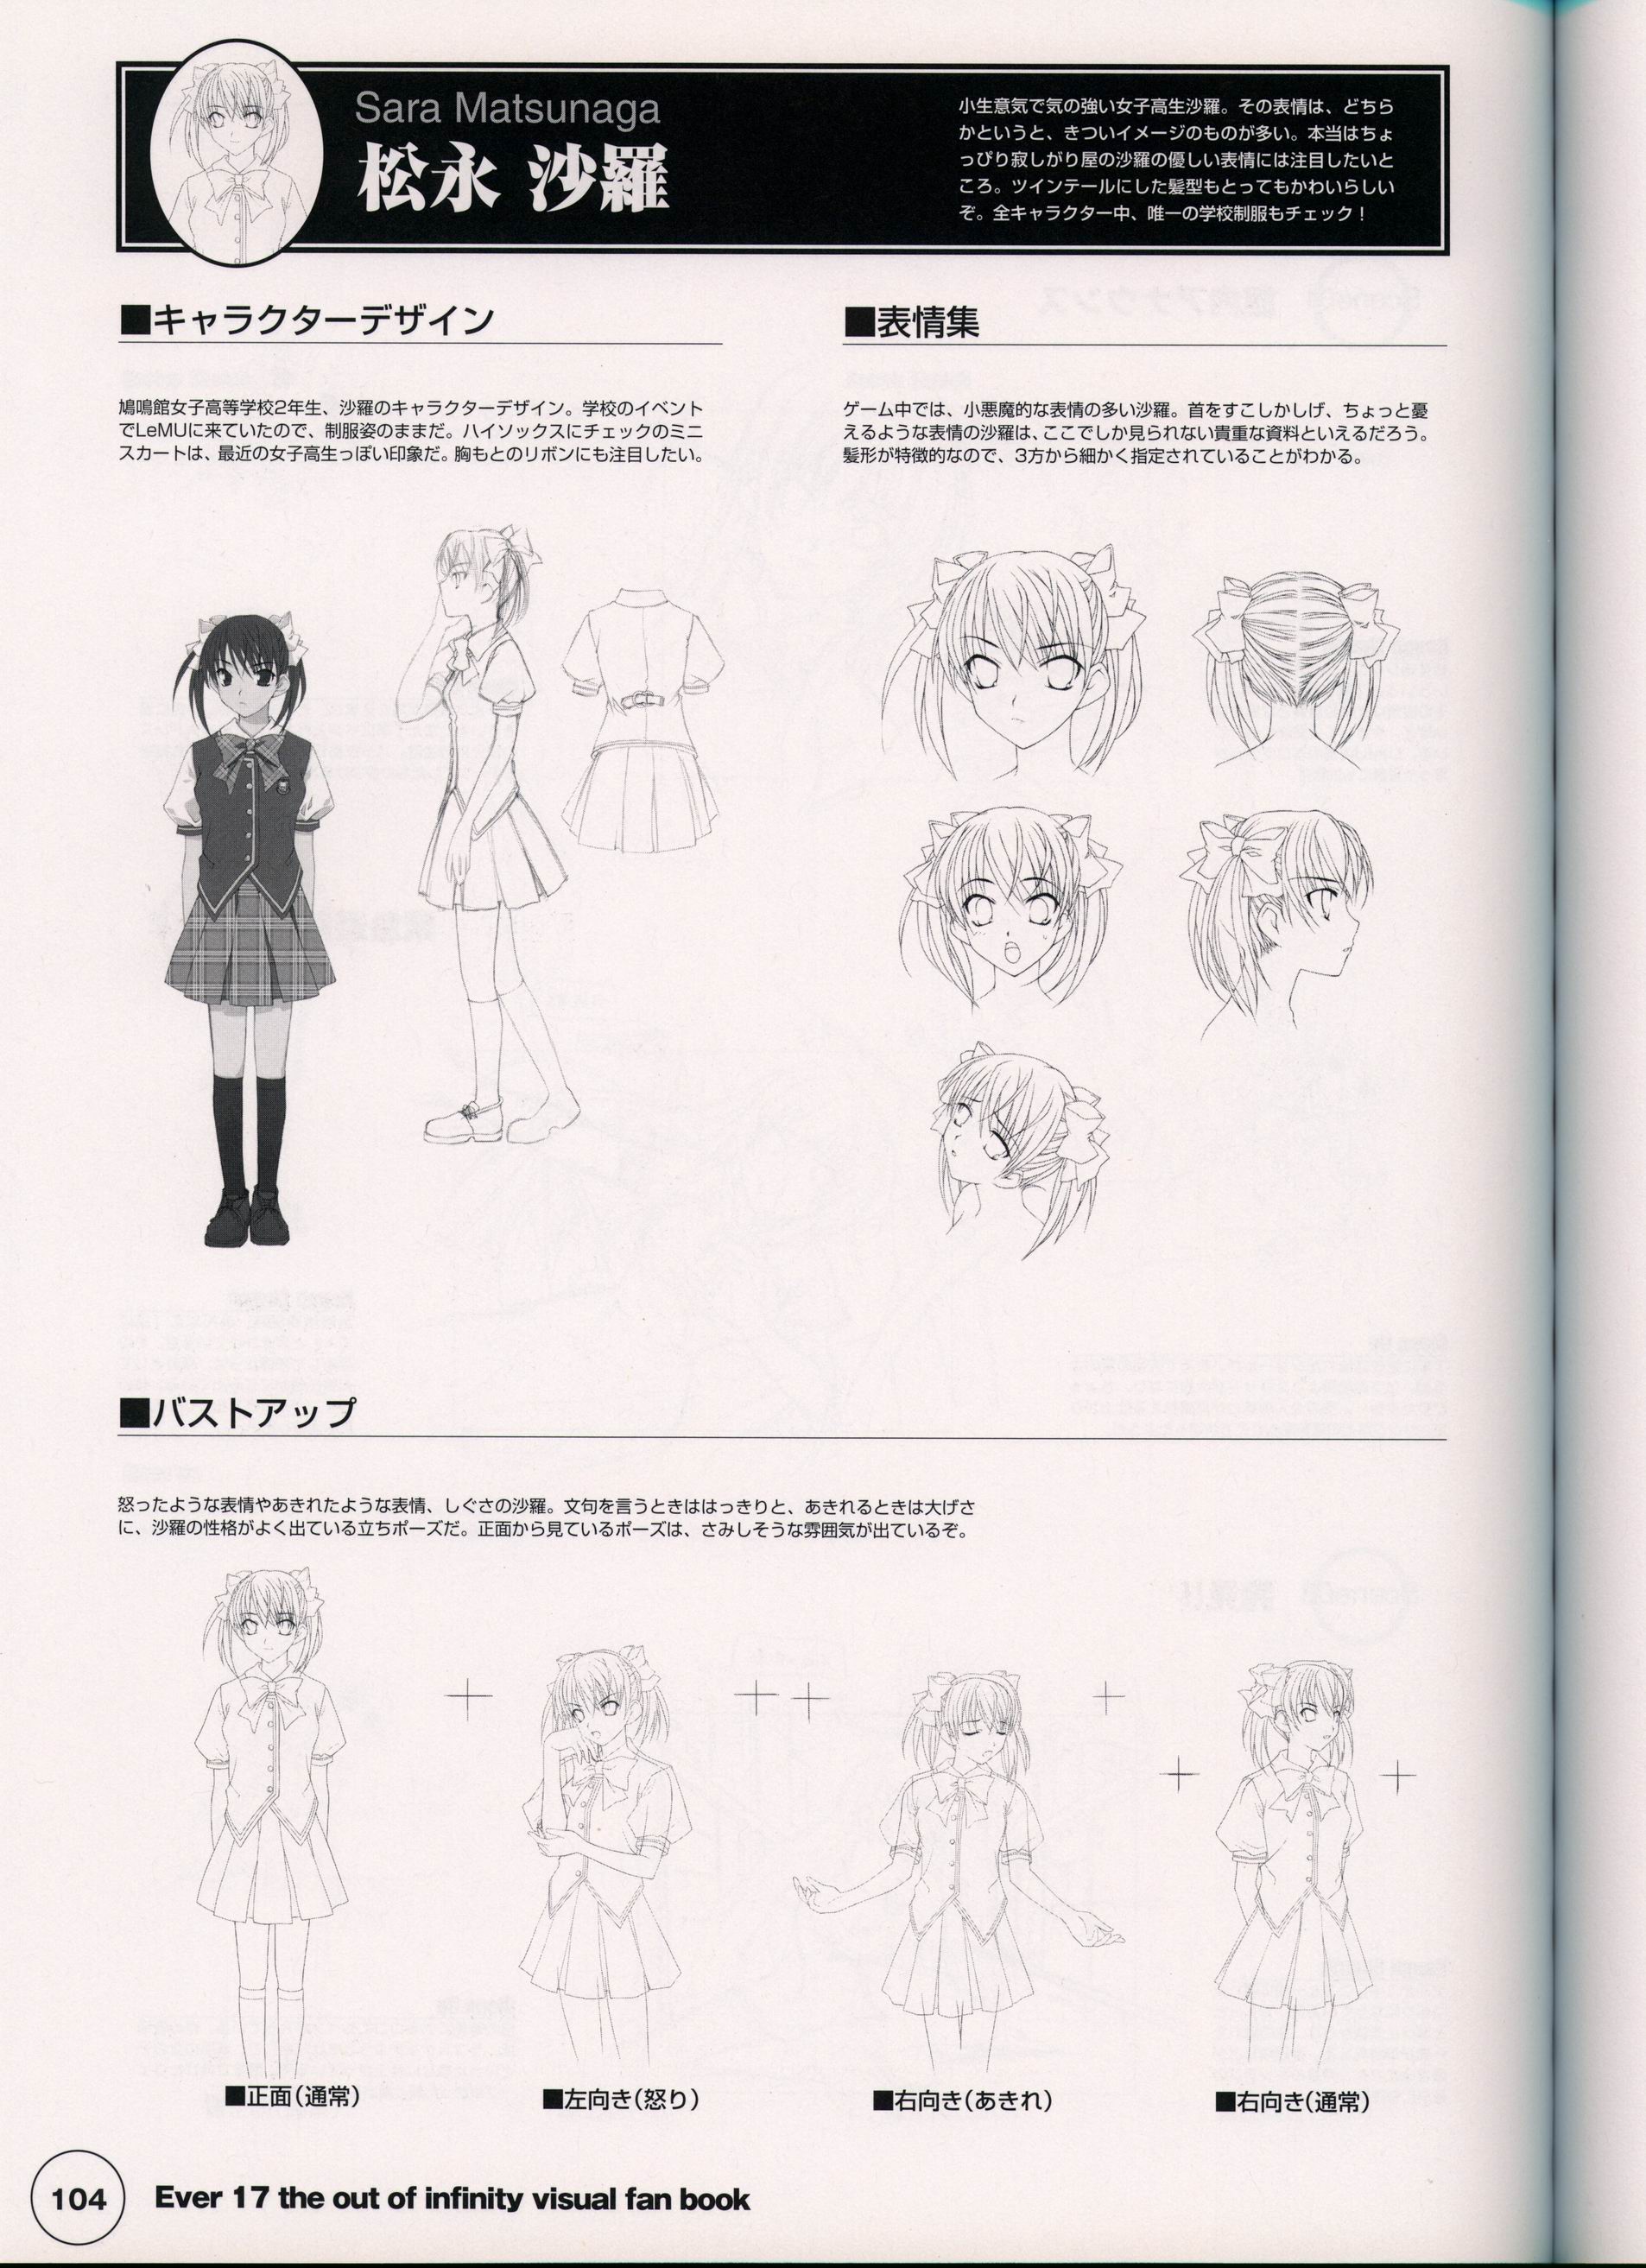 Sara Matsunaga
松永 沙羅
小生意気で気の強い女子高生沙羅。その表情は、どちら
かというと、きついイメージのものが多い。本当はちょ
っぴり寂しがり屋の沙羅の優しい表情には注目したいと
ころ。ツインテールにした髪型もとってもかわいらしい
ぞ。全キャラクター中、唯一の学校制服もチェック！
■キャラクターデザイン
鳩鳴館女子高等学校2年生、沙羅のキャラクターデザイン。学校のイベント
でLeMUに来ていたので、制服姿のままだ。ハイソックスにチェックのミニ
スカートは、最近の女子高生っぽい印象だ。胸もとのリボンにも注目したい。
■表情集
ゲーム中では、小悪魔的な表情の多い沙羅。首をすこしかしげ、ちょっと憂
えるような表情の沙羅は、ここでしか見られない貴重な資料といえるだろう。
髪形が特徴的なので、3方から細かく指定されていることがわかる。
■バストアップ
怒ったような表情やあきれたような表情、しぐさの沙羅。文句を言うときははっきりと、あきれるときは大げさ
に、沙羅の性格がよく出ている立ちポーズだ。正面から見ているポーズは、さみしそうな雰囲気が出ているぞ。
■正面（通常）
■左向き（怒り）
■右向き（あきれ）
■右向き（通常）
104
Ever 17 the out of infinity visual fan book